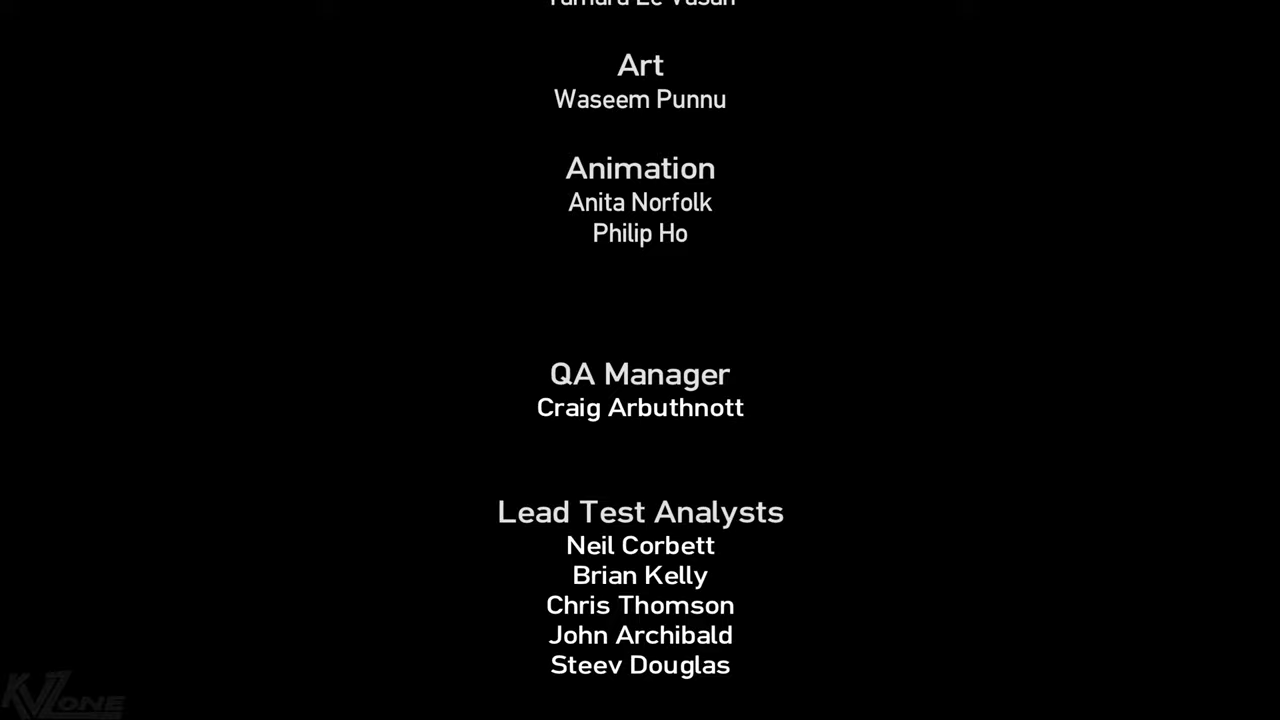 Art
Waseem Punnu
Animation
Anita Norfolk
Philip Ho
QA Manager
Craig Arbuthnott
Lead Test Analysts
Neil Corbett
Brian Kelly
Chris Thomson
John Archibald
Steev Douglas